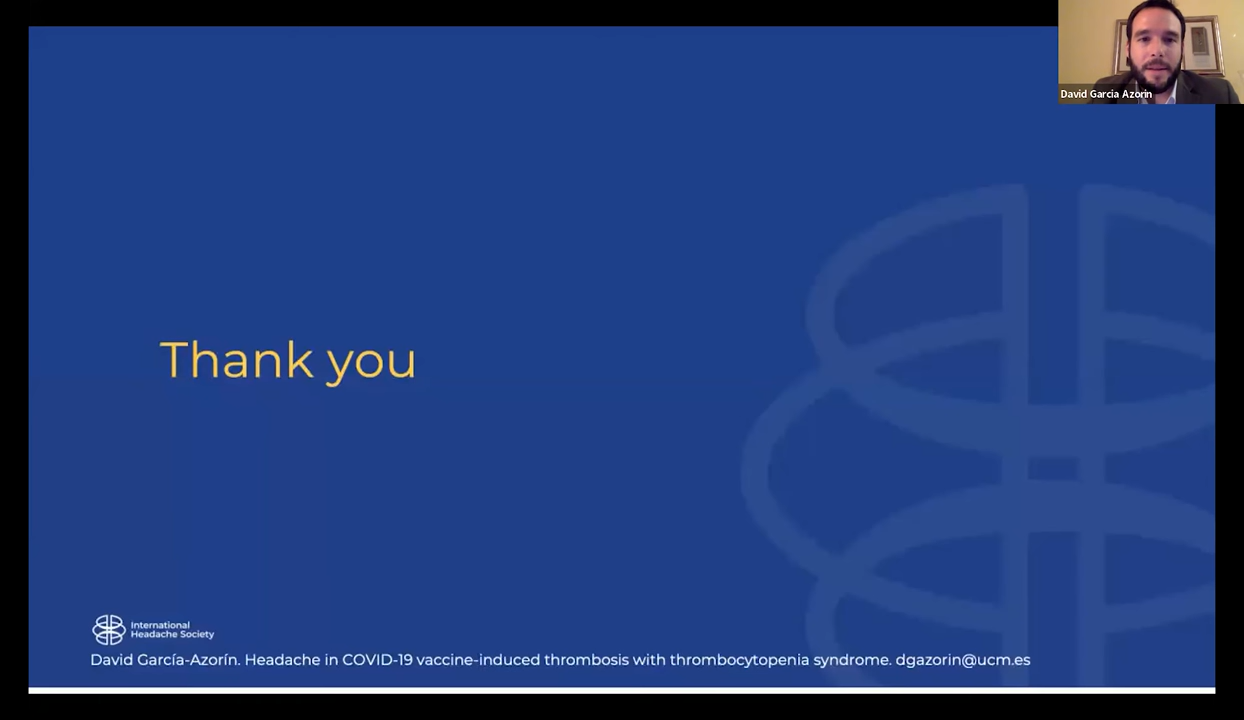 David Garcia Azorin
Thank you
International
Headache Society
David García-Azorín. Headache in COVID-19 vaccine-induced thrombosis with thrombocytopenia syndrome. dgazorin@ucm.es